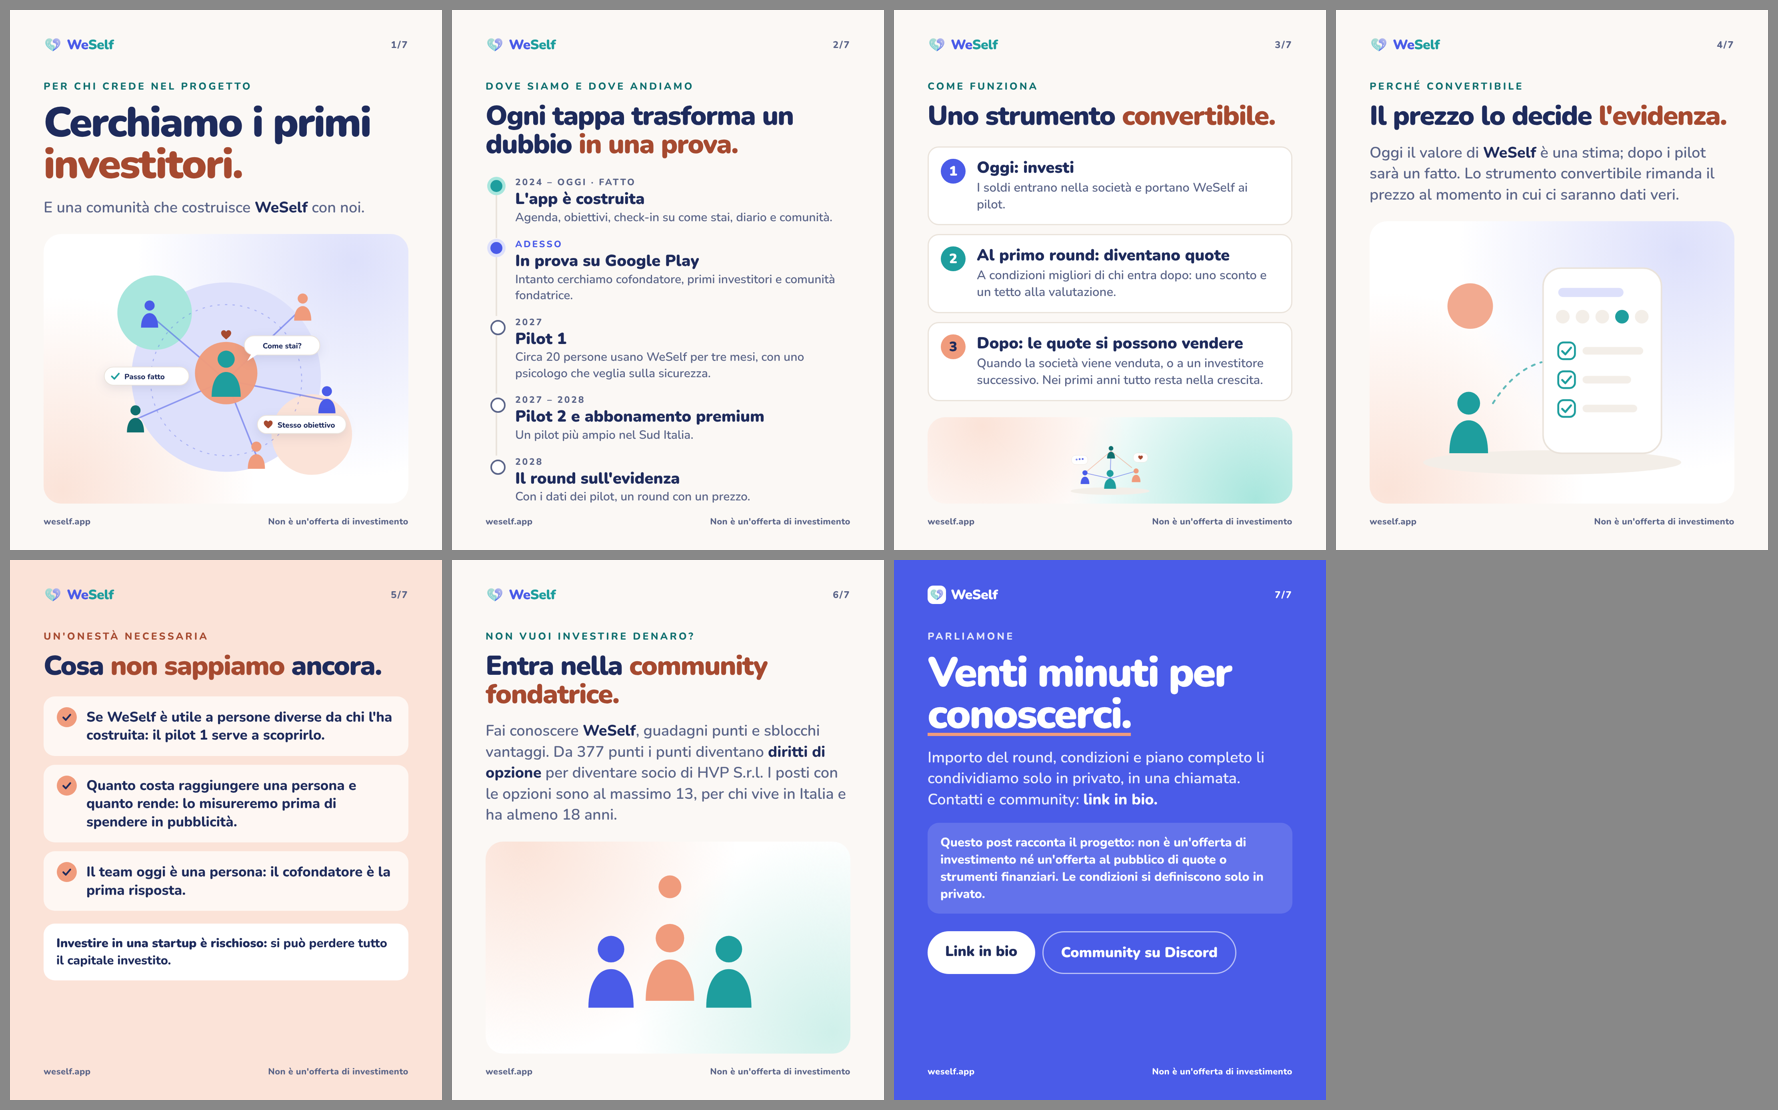 WeSelf
1/7
PER CHI CREDE NEL PROGETTO
Cerchiamo i primi
investitori.
E una comunità che costruisce WeSelf con noi.
Come stai?
Passo fatto
Stesso obiettivo
weself.app
Non è un'offerta di investimento
WeSelf
2/7
DOVE SIAMO E DOVE ANDIAMO
Ogni tappa trasforma un
dubbio in una prova.
2024 – OGGI · FATTO
L'app è costruita
Agenda, obiettivi, check-in su come stai, diario e comunità.
ADESSO
In prova su Google Play
Intanto cerchiamo cofondatore, primi investitori e comunità
fondatrice.
2027
Pilot 1
Circa 20 persone usano WeSelf per tre mesi, con uno
psicologo che veglia sulla sicurezza.
2027 – 2028
Pilot 2 e abbonamento premium
Un pilot più ampio nel Sud Italia.
2028
Il round sull'evidenza
Con i dati dei pilot, un round con un prezzo.
weself.app
Non è un'offerta di investimento
WeSelf
3/7
COME FUNZIONA
Uno strumento convertibile.
1
Oggi: investi
I soldi entrano nella società e portano WeSelf ai
pilot.
2
Al primo round: diventano quote
A condizioni migliori di chi entra dopo: uno sconto e
un tetto alla valutazione.
3
Dopo: le quote si possono vendere
Quando la società viene venduta, o a un investitore
successivo. Nei primi anni tutto resta nella crescita.
weself.app
Non è un'offerta di investimento
WeSelf
4/7
PERCHÉ CONVERTIBILE
Il prezzo lo decide l'evidenza.
Oggi il valore di WeSelf è una stima; dopo i pilot
sarà un fatto. Lo strumento convertibile rimanda il
prezzo al momento in cui ci saranno dati veri.
weself.app
Non è un'offerta di investimento
WeSelf
5/7
UN'ONESTÀ NECESSARIA
Cosa non sappiamo ancora.
Se WeSelf è utile a persone diverse da chi l'ha
costruita: il pilot 1 serve a scoprirlo.
Quanto costa raggiungere una persona e
quanto rende: lo misureremo prima di
spendere in pubblicità.
Il team oggi è una persona: il cofondatore è la
prima risposta.
Investire in una startup è rischioso: si può perdere tutto
il capitale investito.
weself.app
Non è un'offerta di investimento
WeSelf
6/7
NON VUOI INVESTIRE DENARO?
Entra nella community
fondatrice.
Fai conoscere WeSelf, guadagni punti e sblocchi
vantaggi. Da 377 punti i punti diventano diritti di
opzione per diventare socio di HVP S.r.l. I posti con
le opzioni sono al massimo 13, per chi vive in Italia e
ha almeno 18 anni.
weself.app
Non è un'offerta di investimento
WeSelf
7/7
PARLIAMONE
Venti minuti per
conoscerci.
Importo del round, condizioni e piano completo li
condividiamo solo in privato, in una chiamata.
Contatti e community: link in bio.
Questo post racconta il progetto: non è un'offerta di
investimento né un'offerta al pubblico di quote o
strumenti finanziari. Le condizioni si definiscono solo in
privato.
Link in bio
Community su Discord
weself.app
Non è un'offerta di investimento